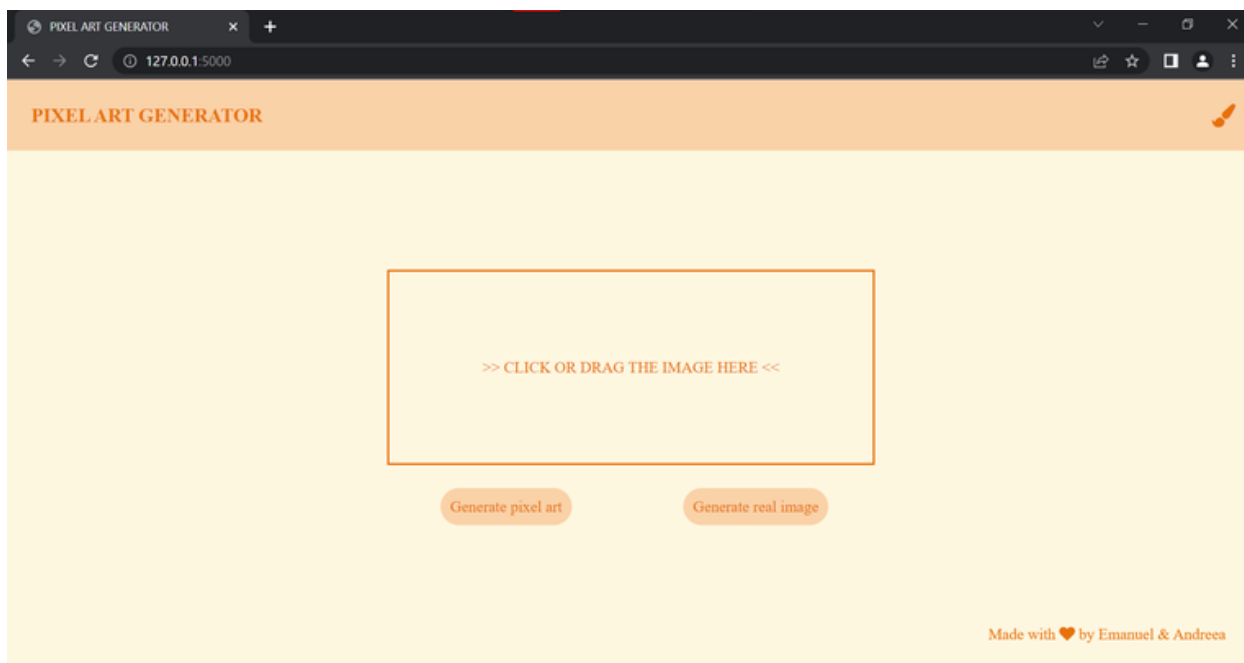 PIXEL ART GENERATOR
127.0.0.1:5000
PIXEL ART GENERATOR
>> CLICK OR DRAG THE IMAGE HERE <<
Generate pixel art
Generate real image
Made with ❤ by Emanuel & Andreea